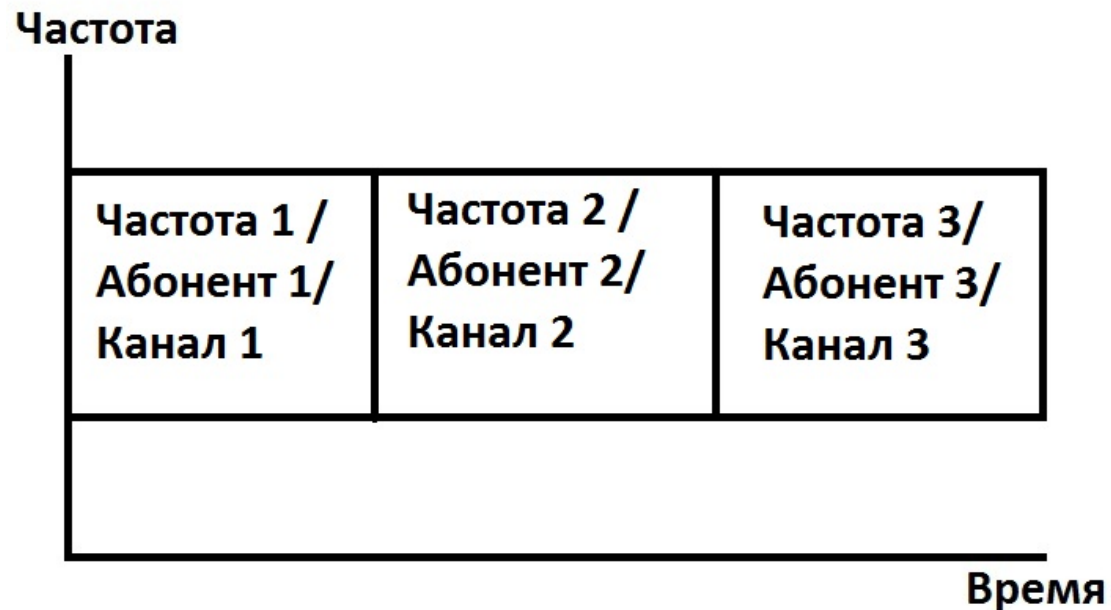 Частота
Частота 1 /
Абонент 1/
Канал 1
Частота 2 /
Абонент 2/
Канал 2
Частота 3/
Абонент 3/
Канал 3
Время